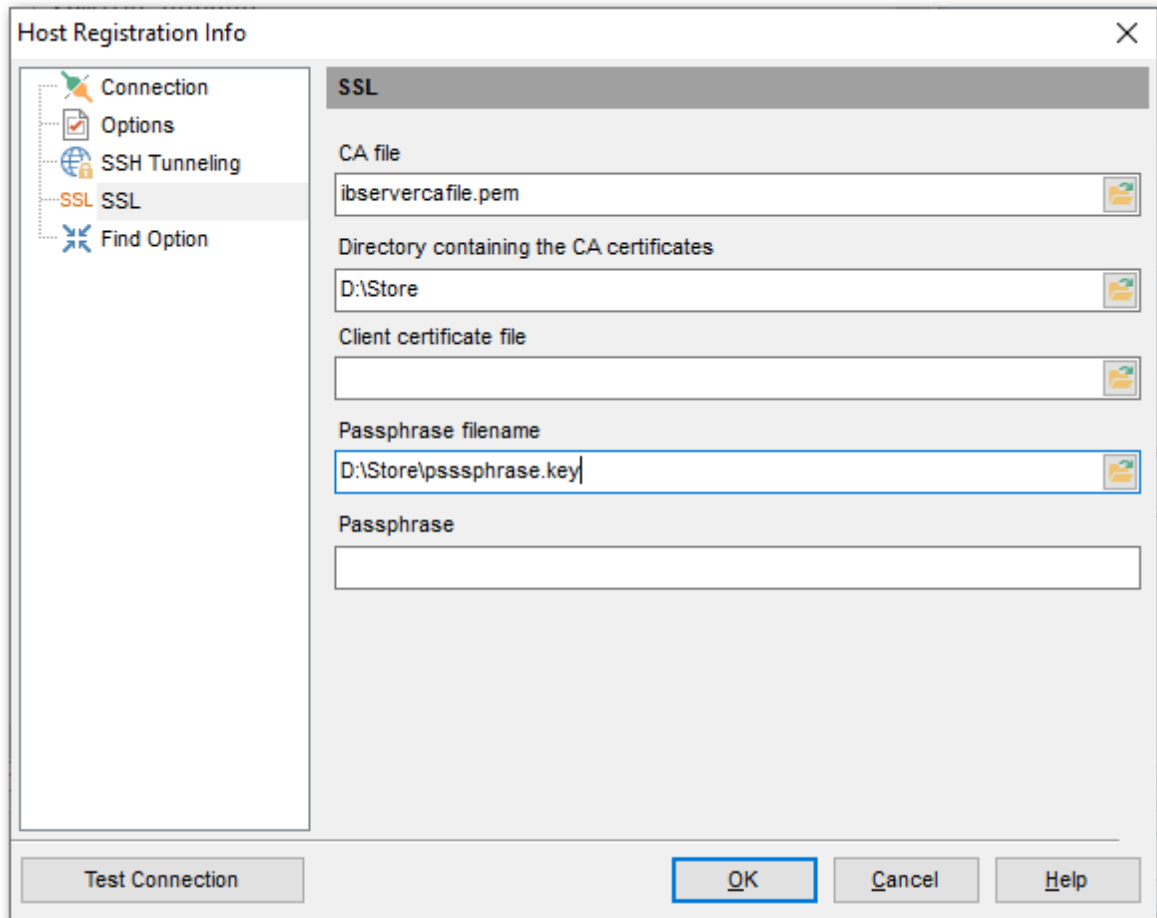 Host Registration Info
Connection
Options
SSH Tunneling
SSL SSL
Find Option
SSL
CA file
ibservercafile.pem
Directory containing the CA certificates
D:\Store
Client certificate file
Passphrase filename
D:\Store\psssphrase.key
Passphrase
Test Connection
OK
Cancel
Help